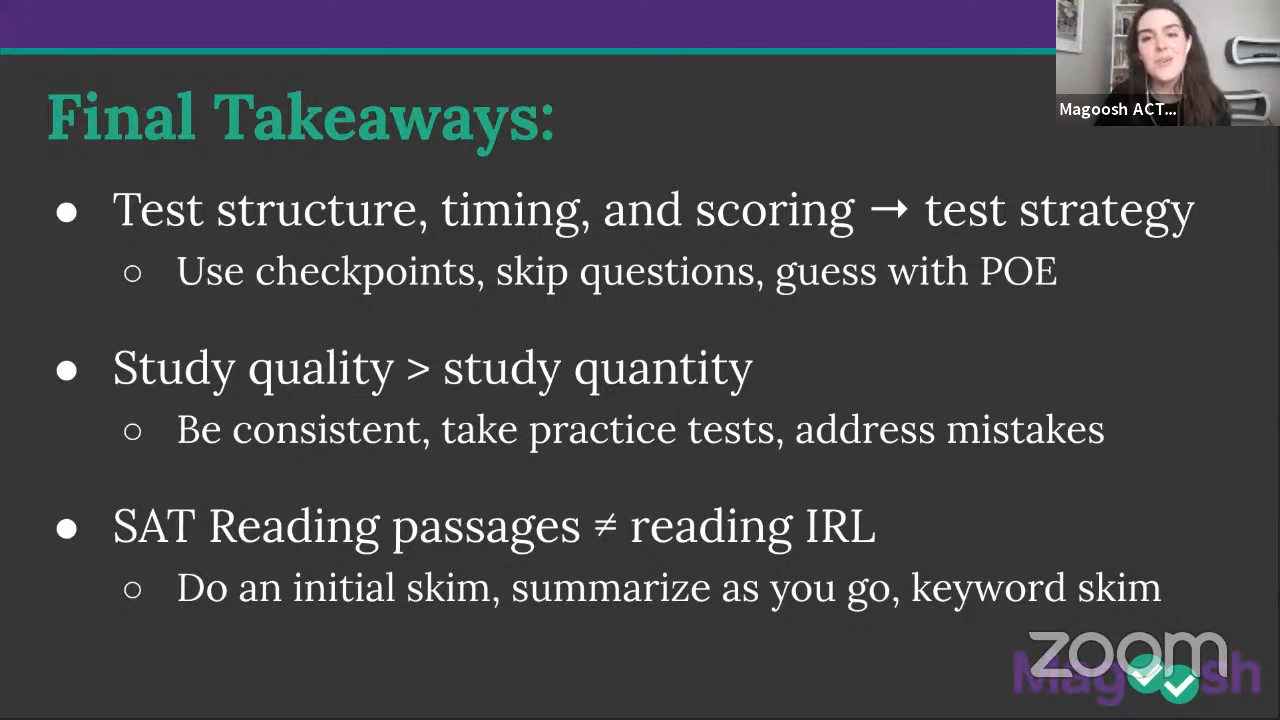 Magoosh ACT...
Final Takeaways:
● Test structure, timing, and scoring → test strategy
○ Use checkpoints, skip questions, guess with POE
● Study quality > study quantity
○ Be consistent, take practice tests, address mistakes
● SAT Reading passages ≠ reading IRL
○ Do an initial skim, summarize as you go, keyword skim
zoom
Magoosh